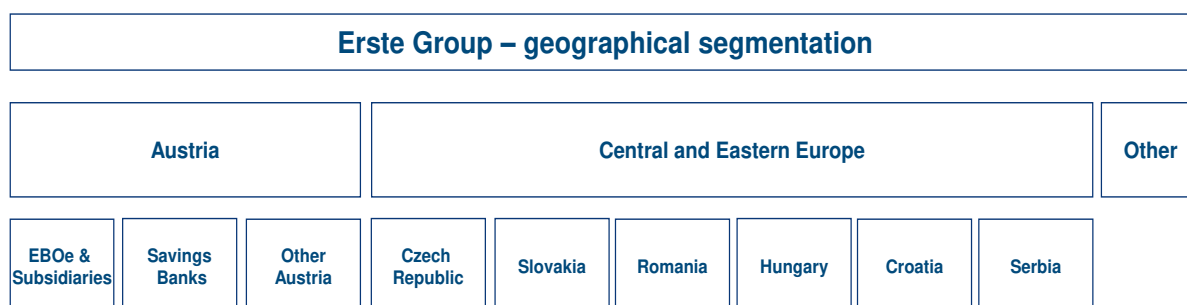 Erste Group – geographical segmentation
Austria
Central and Eastern Europe
Other
EBOe &
Subsidiaries
Savings
Banks
Other
Austria
Czech
Republic
Slovakia
Romania
Hungary
Croatia
Serbia